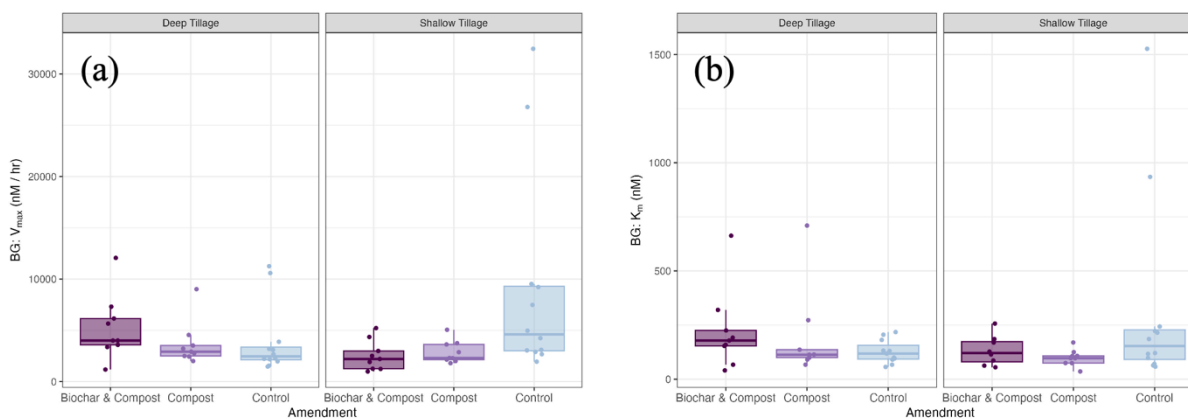 Deep Tillage
Shallow Tillage
(a)
BG: Vmax (nM / hr)
30000
20000
10000
0
Biochar & Compost
Compost
Control
Biochar & Compost
Compost
Control
Amendment
Deep Tillage
Shallow Tillage
(b)
BG: Km (nM)
1500
1000
500
0
Biochar & Compost
Compost
Control
Biochar & Compost
Compost
Control
Amendment